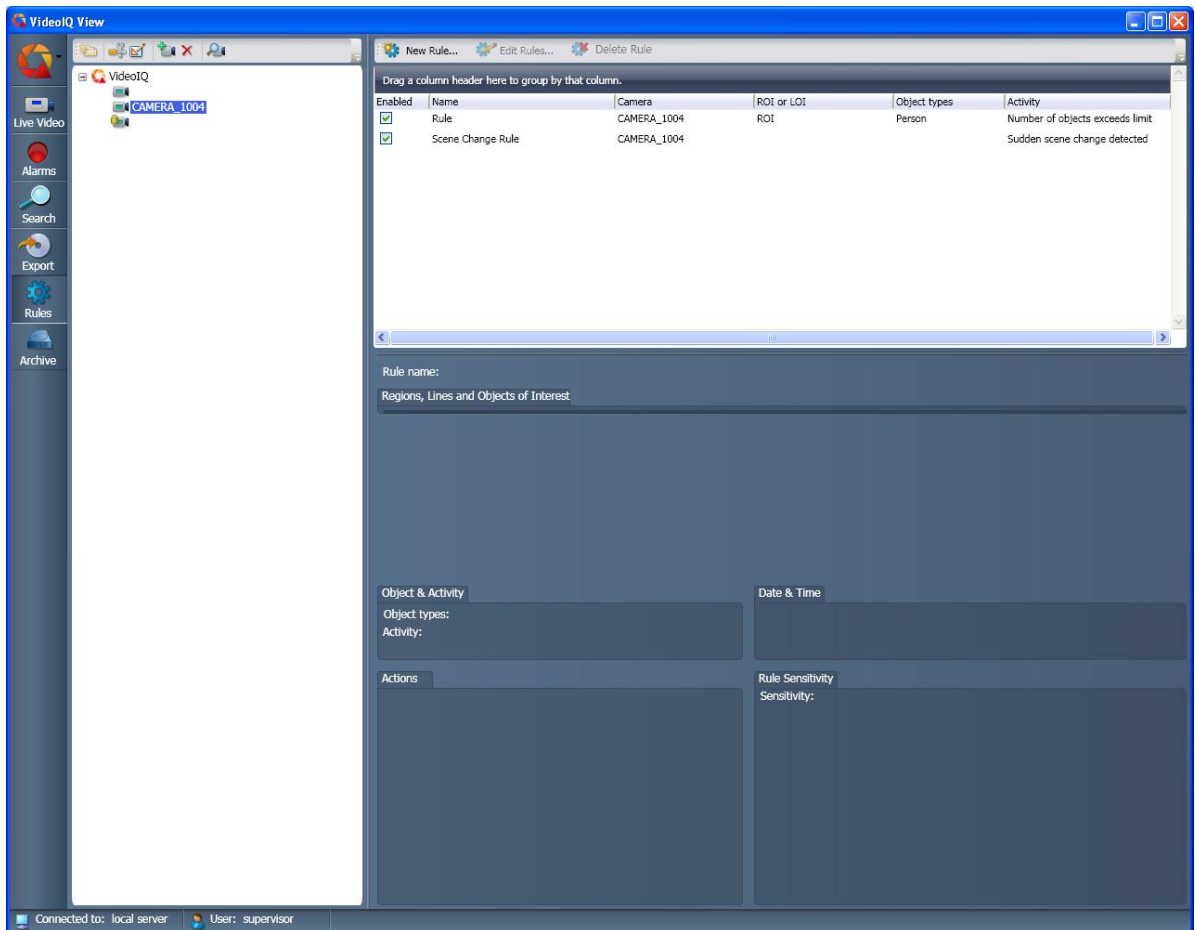 VideoIQ View
New Rule... Edit Rules... Delete Rule
VideoIQ
CAMERA_1004
Live Video
Alarms
Search
Export
Rules
Archive
Drag a column header here to group by that column.
Enabled Name Camera ROI or LOI Object types Activity
Rule CAMERA_1004 ROI Person Number of objects exceeds limit
Scene Change Rule CAMERA_1004 Sudden scene change detected
Rule name:
Regions, Lines and Objects of Interest
Object & Activity
Object types:
Activity:
Date & Time
Actions
Rule Sensitivity
Sensitivity:
Connected to: local server User: supervisor